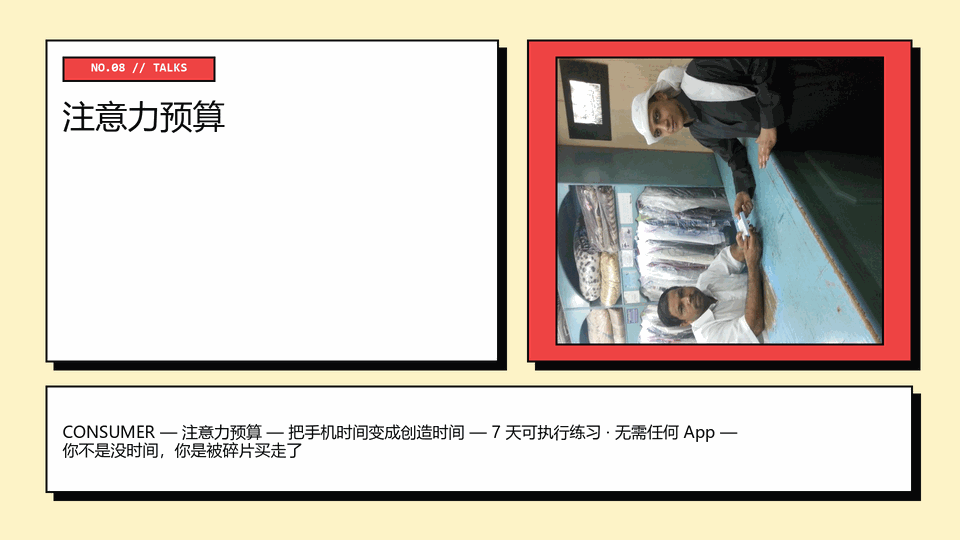 NO.08 // TALKS
注意力预算
CONSUMER — 注意力预算 — 把手机时间变成创造时间 — 7 天可执行练习 · 无需任何 App —
你不是没时间，你是被碎片买走了